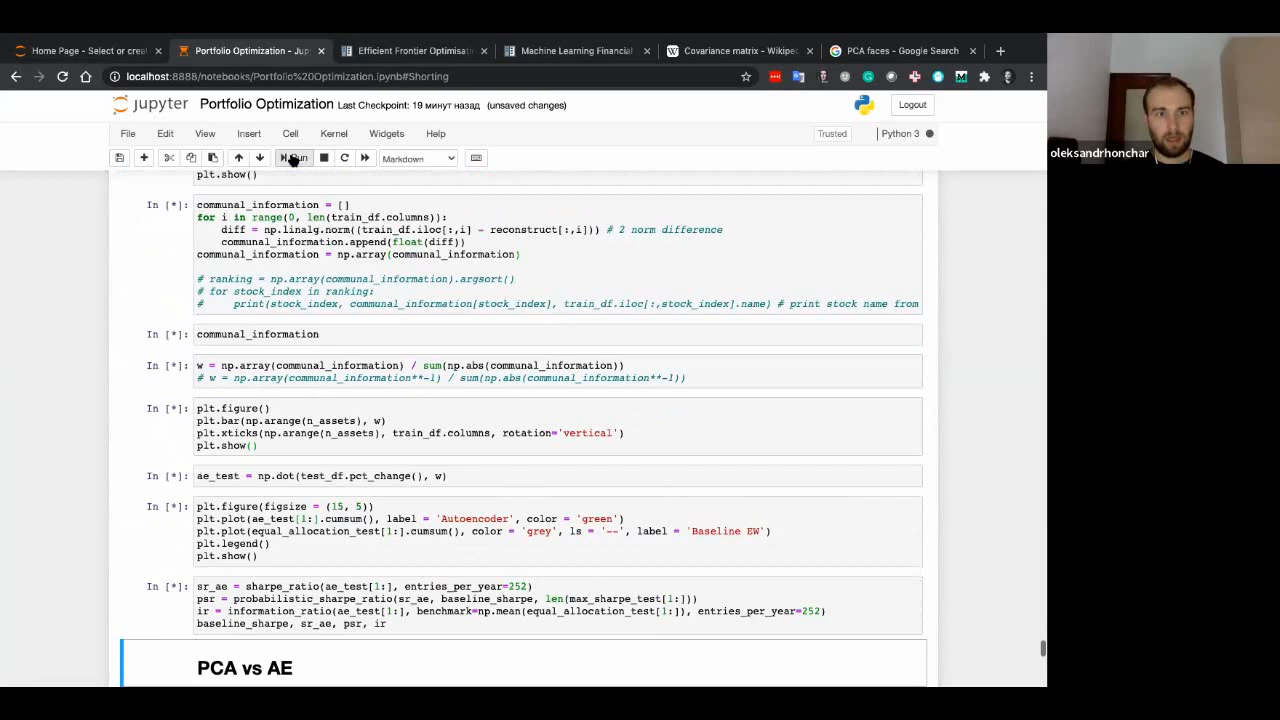 Home Page - Select or creat
Portfolio Optimization - Jup
Efficient Frontier Optimisati
Machine Learning Financial
Covariance matrix - Wikiped
PCA faces - Google Search
localhost:8888/notebooks/Portfolio%20Optimization.ipynb#Shorting
jupyter Portfolio Optimization Last Checkpoint: 19 минут назад (unsaved changes)
Logout
File Edit View Insert Cell Kernel Widgets Help
Trusted Python 3
Markdown
plt.show()
In [*]: communal_information = []
for i in range(0, len(train_df.columns)):
diff = np.linalg.norm((train_df.iloc[:,i] - reconstruct[:,i])) # 2 norm difference
communal_information.append(float(diff))
communal_information = np.array(communal_information)
# ranking = np.array(communal_information).argsort()
# for stock_index in ranking:
# print(stock_index, communal_information[stock_index], train_df.iloc[:,stock_index].name) # print stock name from
In [*]: communal_information
In [*]: w = np.array(communal_information) / sum(np.abs(communal_information))
# w = np.array(communal_information**-1) / sum(np.abs(communal_information**-1))
In [*]: plt.figure()
plt.bar(np.arange(n_assets), w)
plt.xticks(np.arange(n_assets), train_df.columns, rotation='vertical')
plt.show()
In [*]: ae_test = np.dot(test_df.pct_change(), w)
In [*]: plt.figure(figsize = (15, 5))
plt.plot(ae_test[1:].cumsum(), label = 'Autoencoder', color = 'green')
plt.plot(equal_allocation_test[1:].cumsum(), color = 'grey', ls = '--', label = 'Baseline EW')
plt.legend()
plt.show()
In [*]: sr_ae = sharpe_ratio(ae_test[1:], entries_per_year=252)
psr = probabilistic_sharpe_ratio(sr_ae, baseline_sharpe, len(max_sharpe_test[1:]))
ir = information_ratio(ae_test[1:], benchmark=np.mean(equal_allocation_test[1:]), entries_per_year=252)
baseline_sharpe, sr_ae, psr, ir
PCA vs AE
oleksandrhonchar